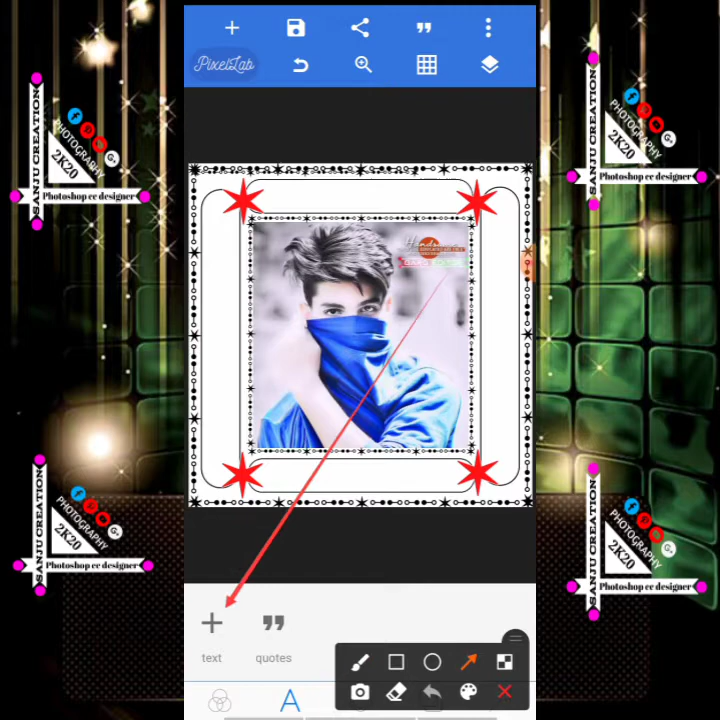 PixelLab
SANJU CREATION
PHOTOGRAPHY
2K20
G+
Photoshop cc designer
SANJU CREATION
PHOTOGRAPHY
2K20
G+
Photoshop cc designer
text
quotes
A
SANJU CREATION
PHOTOGRAPHY
2K20
G+
Photoshop cc designer
SANJU CREATION
PHOTOGRAPHY
2K20
G+
Photoshop cc designer